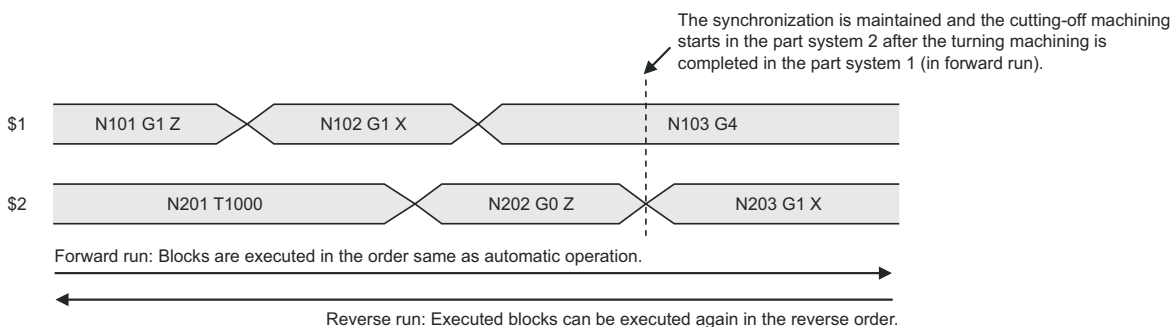 The synchronization is maintained and the cutting-off machining
starts in the part system 2 after the turning machining is
completed in the part system 1 (in forward run).
$1 N101 G1 Z N102 G1 X N103 G4
$2 N201 T1000 N202 G0 Z N203 G1 X
Forward run: Blocks are executed in the order same as automatic operation.
Reverse run: Executed blocks can be executed again in the reverse order.